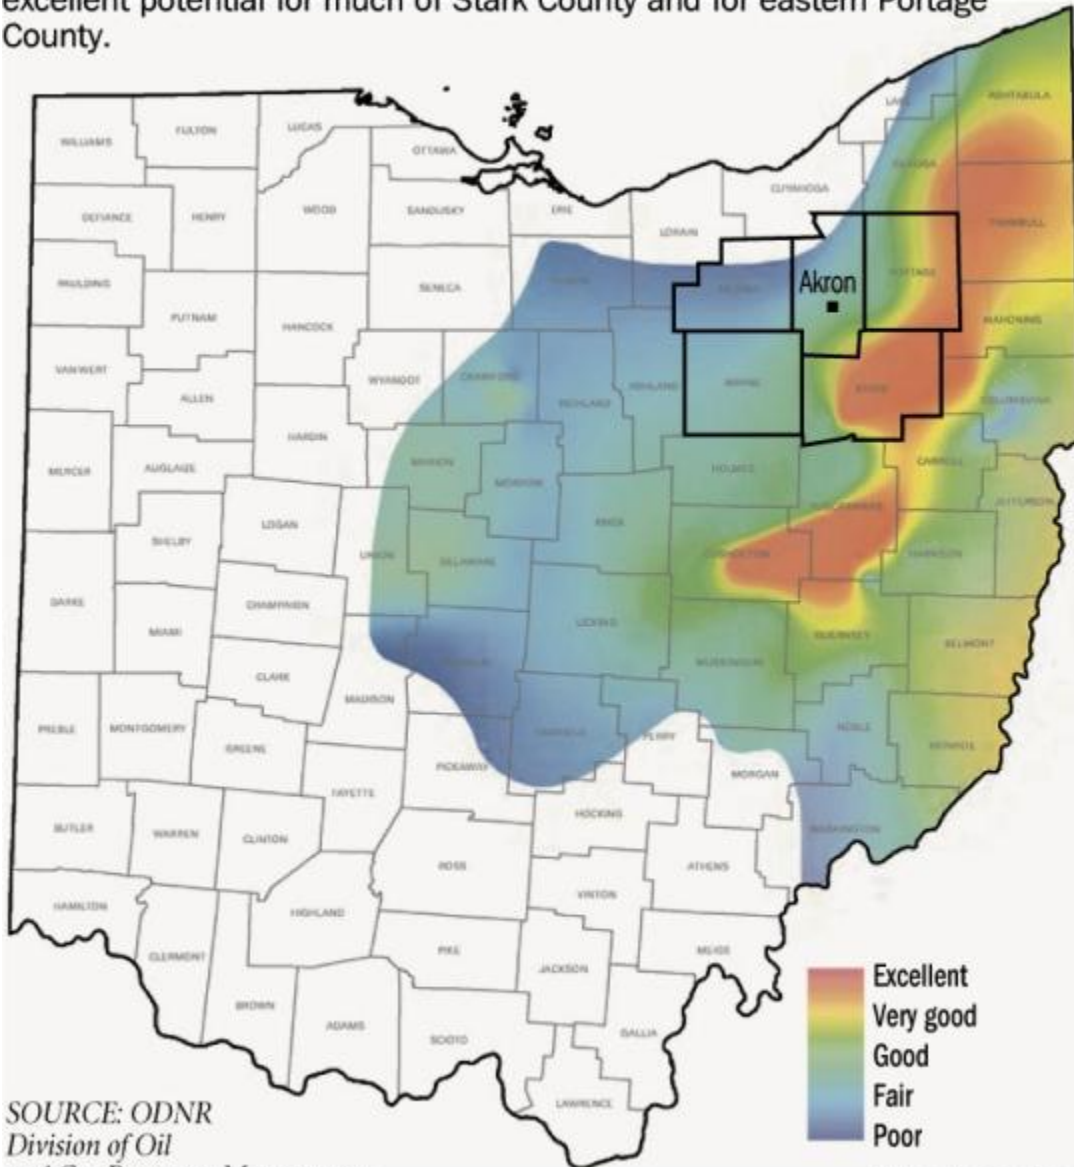 excellent potential for much of Stark County and for eastern Portage
County.
LAKE
ASHTABULA
WILLIAMS
FULTON
LUCAS
OTTAWA
GEAUGA
CUYAHOGA
DEFIANCE
HENRY
WOOD
SANDUSKY
ERIE
LORAIN
TRUMBULL
PORTAGE
Akron
PAULDING
PUTNAM
HANCOCK
SENECA
MAHONING
VAN WERT
ALLEN
WYANDOT
CRAWFORD
RICHLAND
ASHLAND
WAYNE
STARK
COLUMBIANA
MERCER
AUGLAIZE
HARDIN
MARION
MORROW
HOLMES
CARROLL
JEFFERSON
SHELBY
LOGAN
UNION
DELAWARE
KNOX
COSHOCTON
HARRISON
DARKE
MIAMI
CHAMPAIGN
CLARK
MADISON
LICKING
MUSKINGUM
GUERNSEY
BELMONT
PREBLE
MONTGOMERY
GREENE
FAYETTE
PICKAWAY
PERRY
MORGAN
NOBLE
MONROE
BUTLER
WARREN
CLINTON
ROSS
HOCKING
ATHENS
WASHINGTON
HAMILTON
CLERMONT
HIGHLAND
PIKE
VINTON
JACKSON
MEIGS
BROWN
ADAMS
SCIOTO
GALLIA
LAWRENCE
Excellent
Very good
Good
Fair
Poor
SOURCE: ODNR
Division of Oil